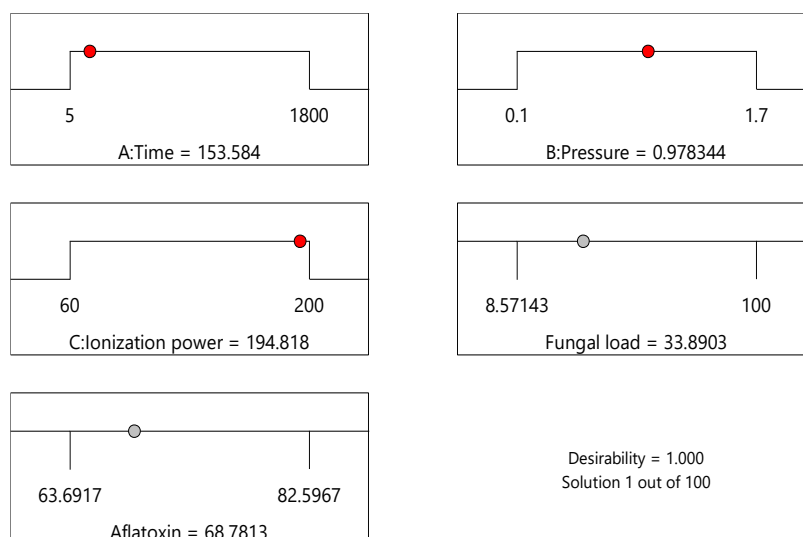 5 1800
A:Time = 153.584
0.1 1.7
B:Pressure = 0.978344
60 200
C:Ionization power = 194.818
8.57143 100
Fungal load = 33.8903
63.6917 82.5967
Aflatoxin = 68.7813
Desirability = 1.000
Solution 1 out of 100